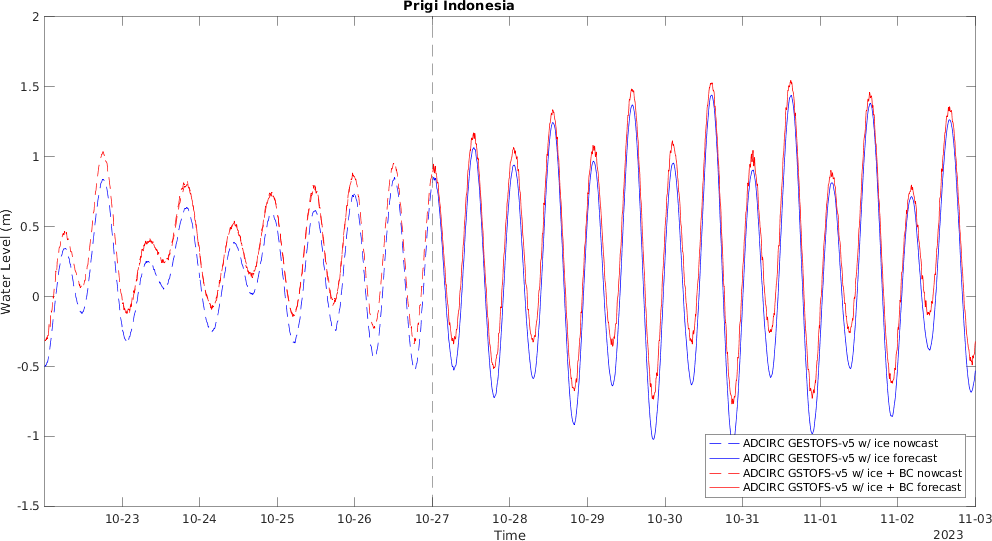 Prigi Indonesia
2
1.5
1
0.5
0
-0.5
-1
-1.5
Water Level (m)
ADCIRC GESTOFS-v5 w/ ice nowcast
ADCIRC GESTOFS-v5 w/ ice forecast
ADCIRC GSTOFS-v5 w/ ice + BC nowcast
ADCIRC GSTOFS-v5 w/ ice + BC forecast
10-23 10-24 10-25 10-26 10-27 10-28 10-29 10-30 10-31 11-01 11-02 11-03
Time
2023